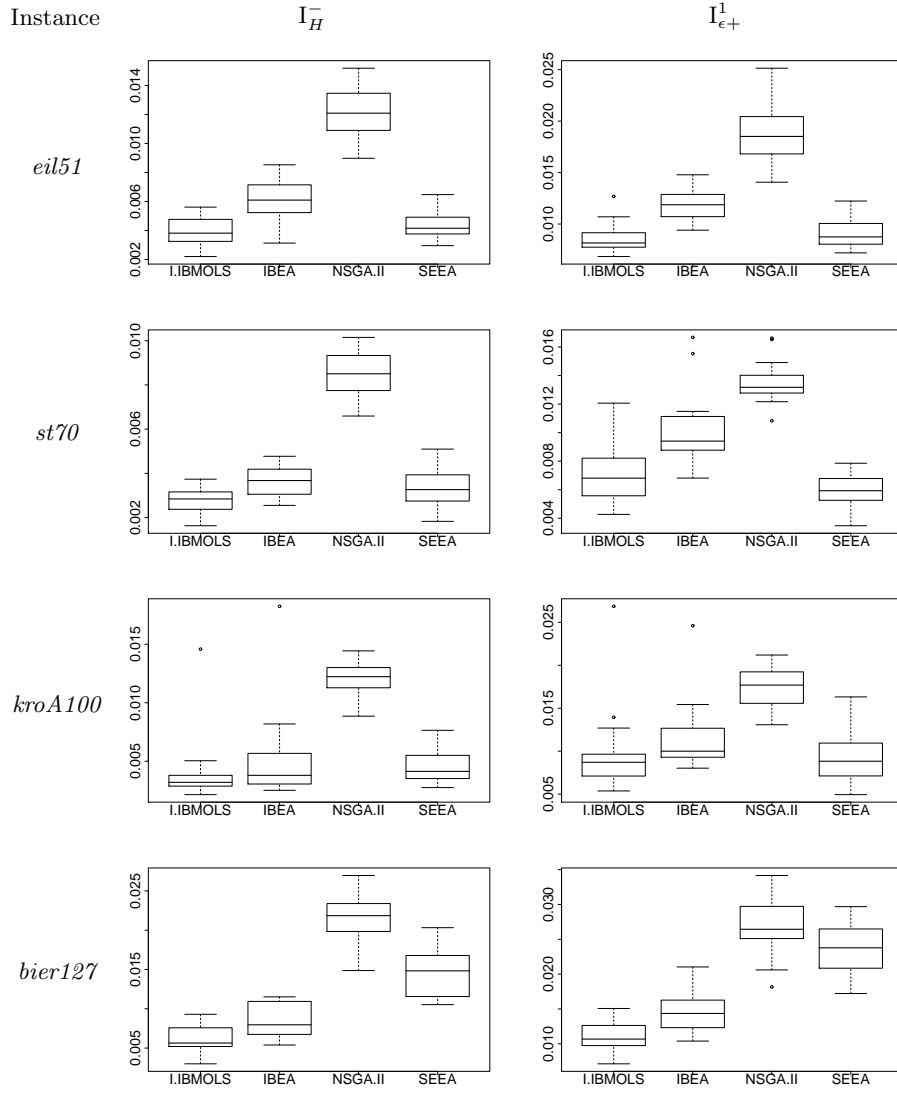 Instance I_H^- I_{ϵ+}^1
eil51
0.002 0.006 0.010 0.014
I.IBMOLS IBEA NSGA.II SEEA
0.010 0.015 0.020 0.025
I.IBMOLS IBEA NSGA.II SEEA
st70
0.002 0.006 0.010
I.IBMOLS IBEA NSGA.II SEEA
0.004 0.008 0.012 0.016
I.IBMOLS IBEA NSGA.II SEEA
kroA100
0.005 0.010 0.015
I.IBMOLS IBEA NSGA.II SEEA
0.005 0.015 0.025
I.IBMOLS IBEA NSGA.II SEEA
bier127
0.005 0.015 0.025
I.IBMOLS IBEA NSGA.II SEEA
0.010 0.020 0.030
I.IBMOLS IBEA NSGA.II SEEA